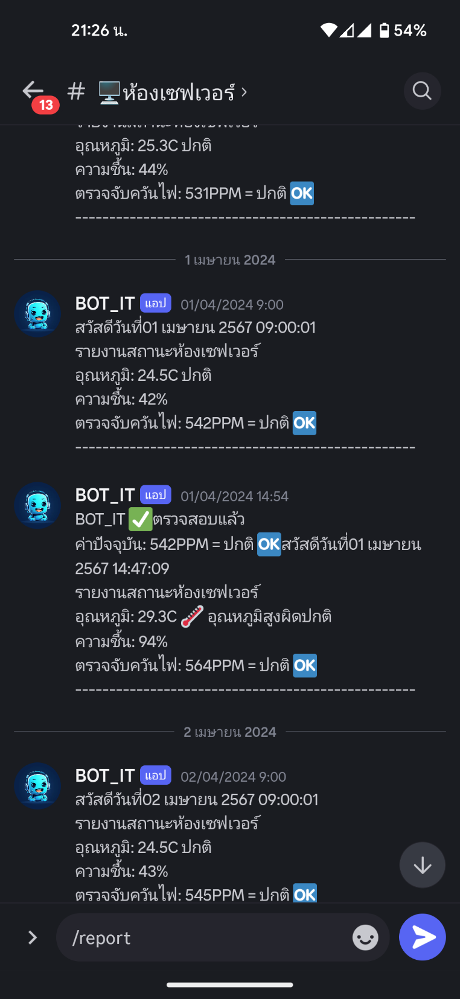 21:26 น.
54%
13
# 🖥️ห้องเซฟเวอร์ ›
อุณหภูมิ: 25.3C ปกติ
ความชื้น: 44%
ตรวจจับควันไฟ: 531PPM = ปกติ 🆗
--------------------------------------------------
1 เมษายน 2024
BOT_IT แอป 01/04/2024 9:00
สวัสดีวันที่01 เมษายน 2567 09:00:01
รายงานสถานะห้องเซฟเวอร์
อุณหภูมิ: 24.5C ปกติ
ความชื้น: 42%
ตรวจจับควันไฟ: 542PPM = ปกติ 🆗
--------------------------------------------------
BOT_IT แอป 01/04/2024 14:54
BOT_IT ✅ตรวจสอบแล้ว
ค่าปัจจุบัน: 542PPM = ปกติ 🆗สวัสดีวันที่01 เมษายน
2567 14:47:09
รายงานสถานะห้องเซฟเวอร์
อุณหภูมิ: 29.3C 🌡️ อุณหภูมิสูงผิดปกติ
ความชื้น: 94%
ตรวจจับควันไฟ: 564PPM = ปกติ 🆗
--------------------------------------------------
2 เมษายน 2024
BOT_IT แอป 02/04/2024 9:00
สวัสดีวันที่02 เมษายน 2567 09:00:01
รายงานสถานะห้องเซฟเวอร์
อุณหภูมิ: 24.5C ปกติ
ความชื้น: 43%
ตรวจจับควันไฟ: 545PPM = ปกติ 🆗
/report